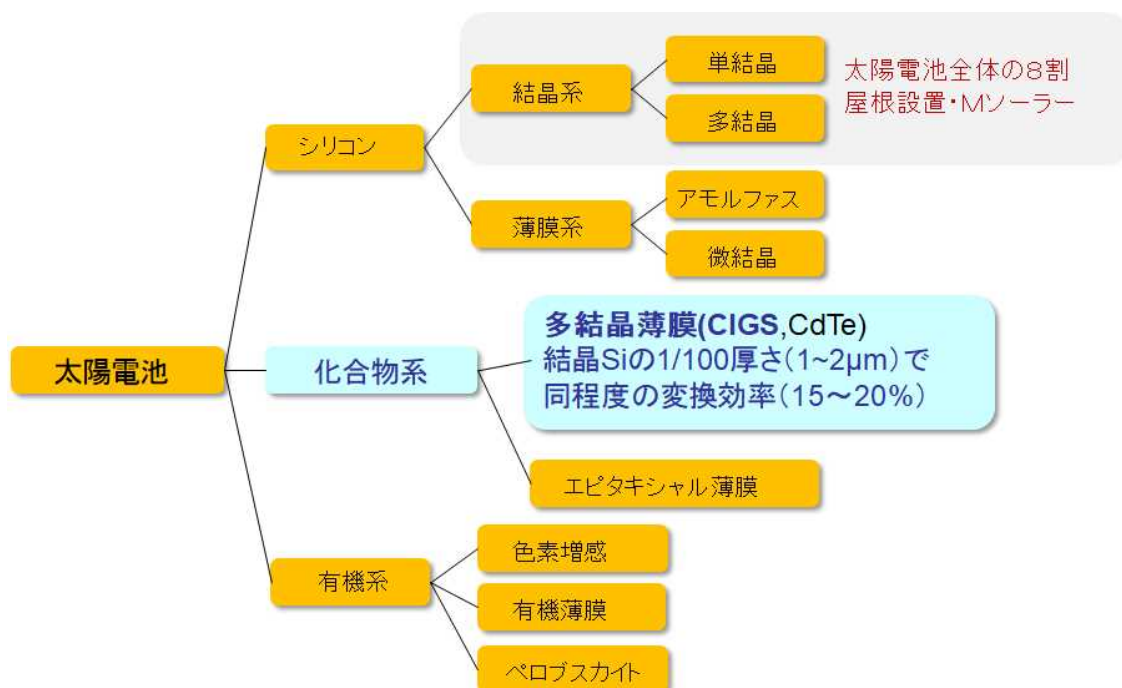 太陽電池
シリコン
結晶系
単結晶
多結晶
太陽電池全体の8割
屋根設置・Mソーラー
薄膜系
アモルファス
微結晶
化合物系
多結晶薄膜(CIGS,CdTe)
結晶Siの1/100厚さ(1~2μm)で
同程度の変換効率(15～20%)
エピタキシャル薄膜
有機系
色素増感
有機薄膜
ペロブスカイト